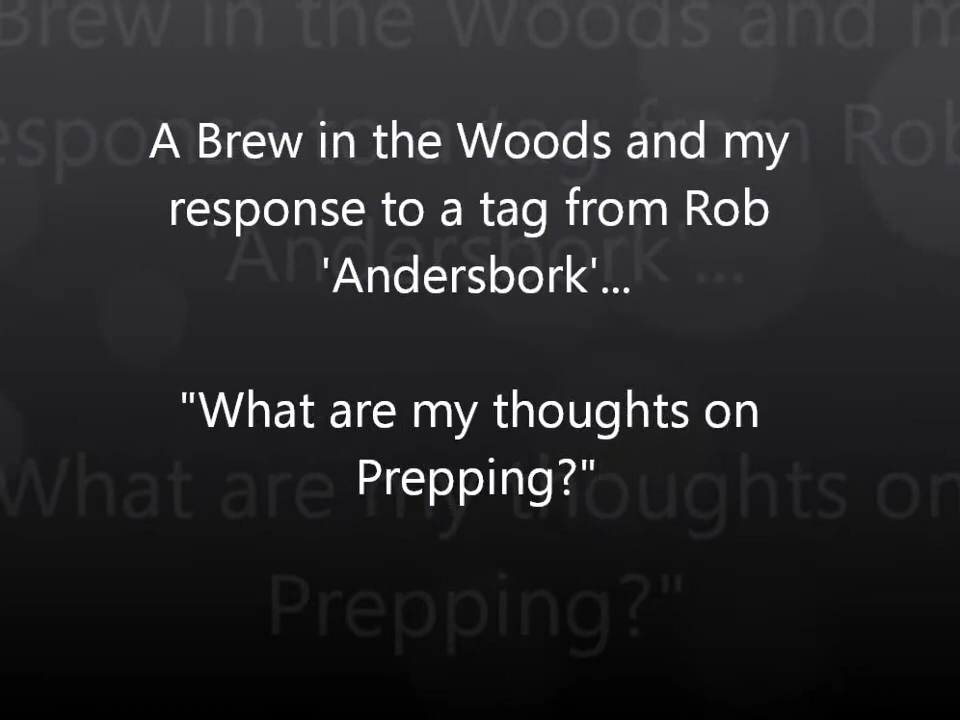 A Brew in the Woods and my
response to a tag from Rob
'Andersbork'...
"What are my thoughts on
Prepping?"